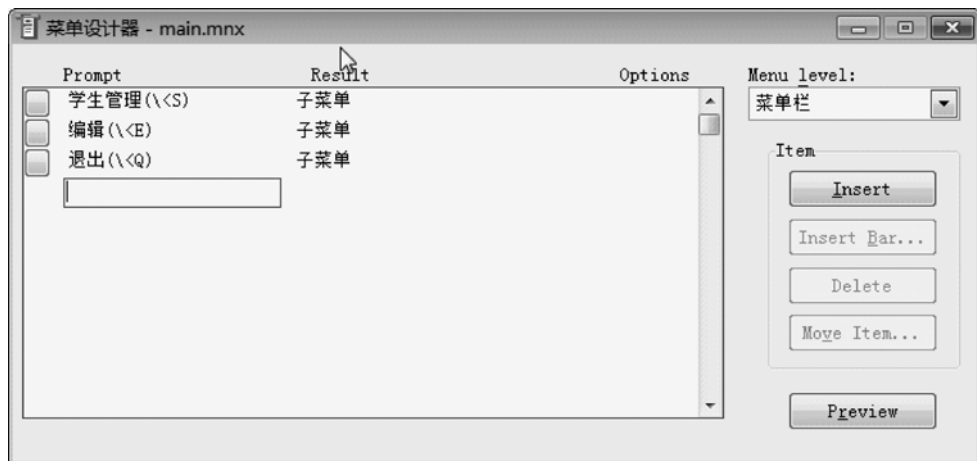 菜单设计器 - main.mnx
Prompt Result Options Menu level:
学生管理(\<S) 子菜单 菜单栏
编辑(\<E) 子菜单
退出(\<Q) 子菜单
Item
Insert
Insert Bar...
Delete
Move Item...
Preview